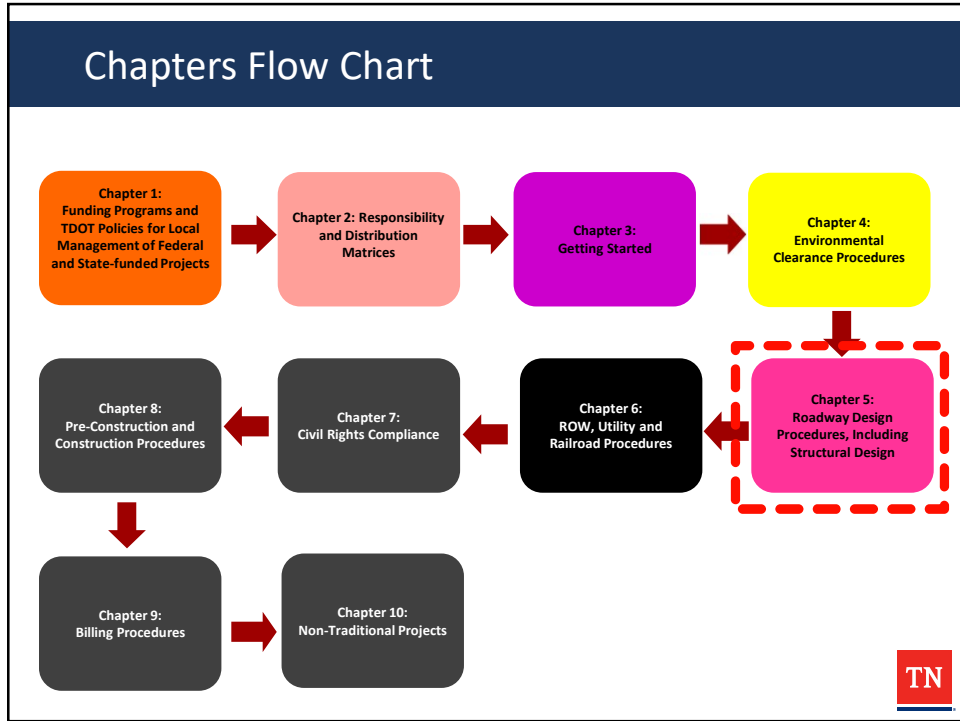 Chapters Flow Chart
Chapter 1:
Funding Programs and
TDOT Policies for Local
Management of Federal
and State-funded Projects
Chapter 2: Responsibility
and Distribution
Matrices
Chapter 3:
Getting Started
Chapter 4:
Environmental
Clearance Procedures
Chapter 5:
Roadway Design
Procedures, Including
Structural Design
Chapter 6:
ROW, Utility and
Railroad Procedures
Chapter 7:
Civil Rights Compliance
Chapter 8:
Pre-Construction and
Construction Procedures
Chapter 9:
Billing Procedures
Chapter 10:
Non-Traditional Projects
TN